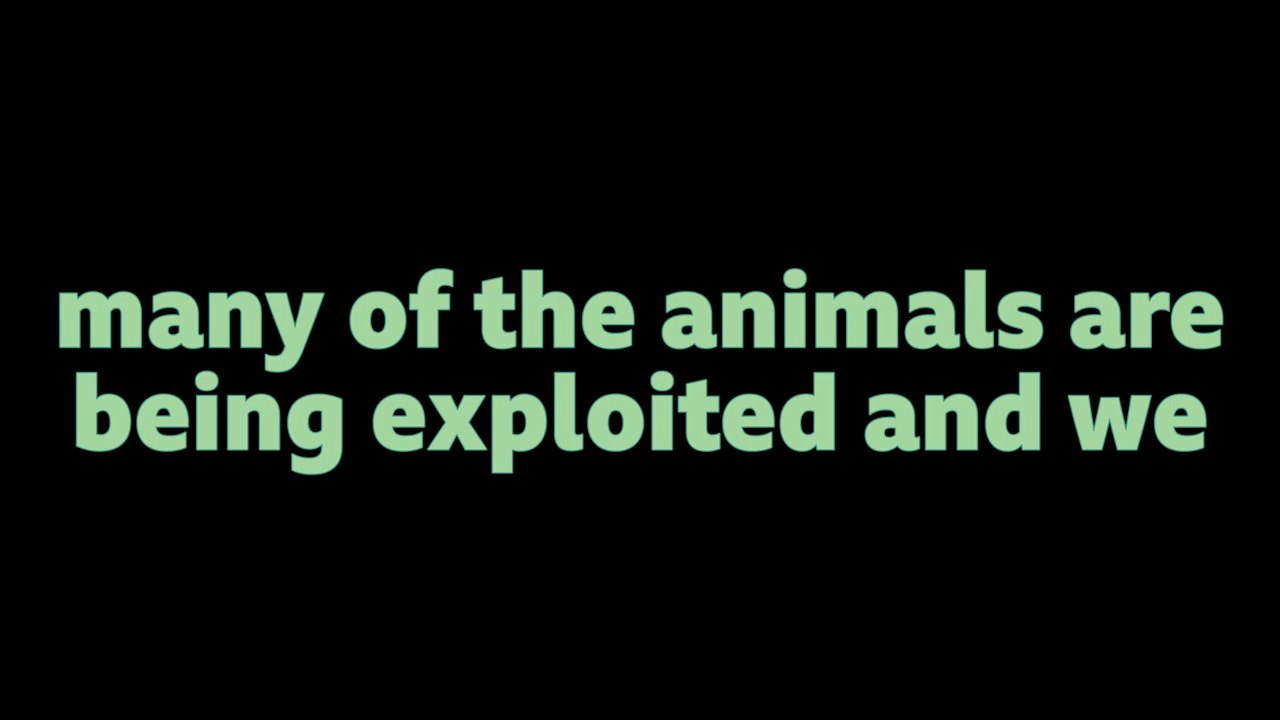 many of the animals are
being exploited and we